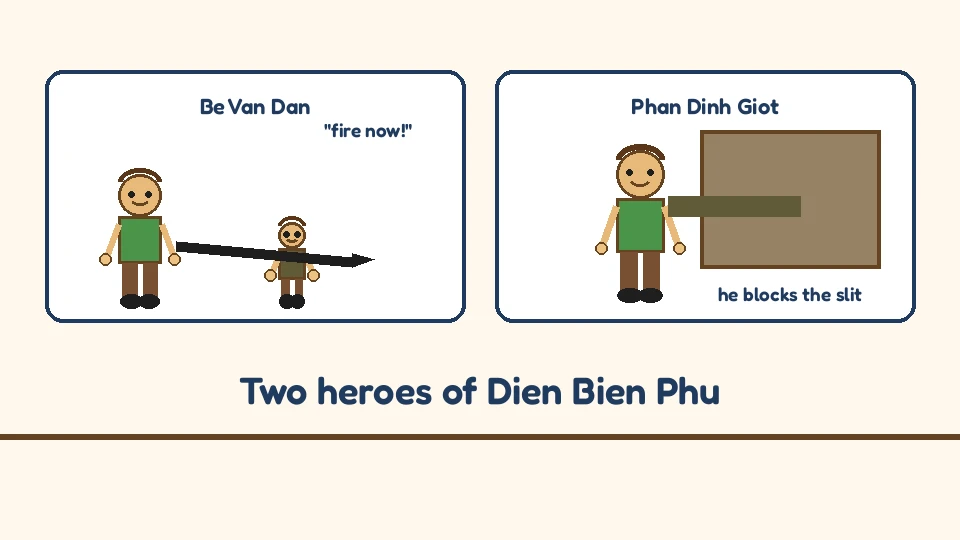 Be Van Dan
"fire now!"
Phan Dinh Giot
he blocks the slit
Two heroes of Dien Bien Phu